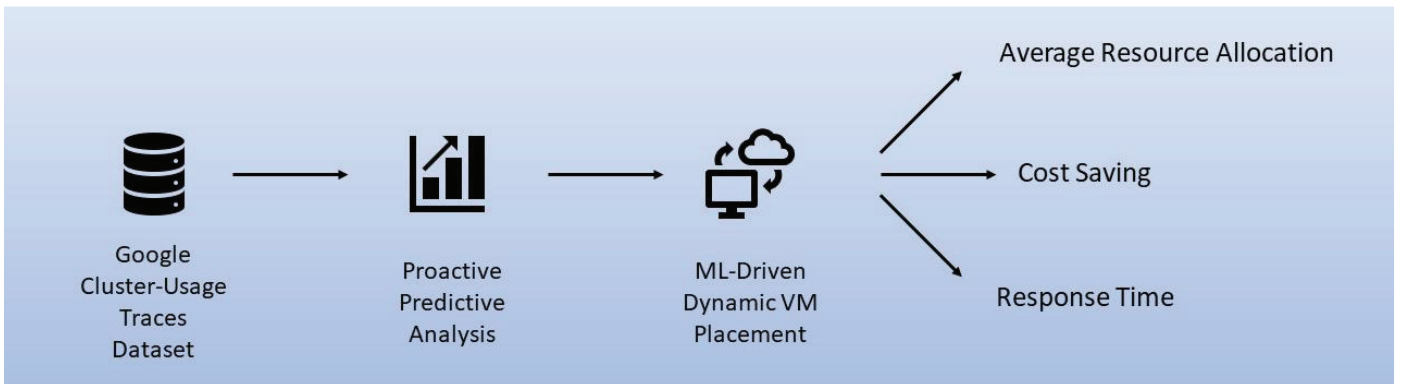 Google
Cluster-Usage
Traces
Dataset
Proactive
Predictive
Analysis
ML-Driven
Dynamic VM
Placement
Average Resource Allocation
Cost Saving
Response Time